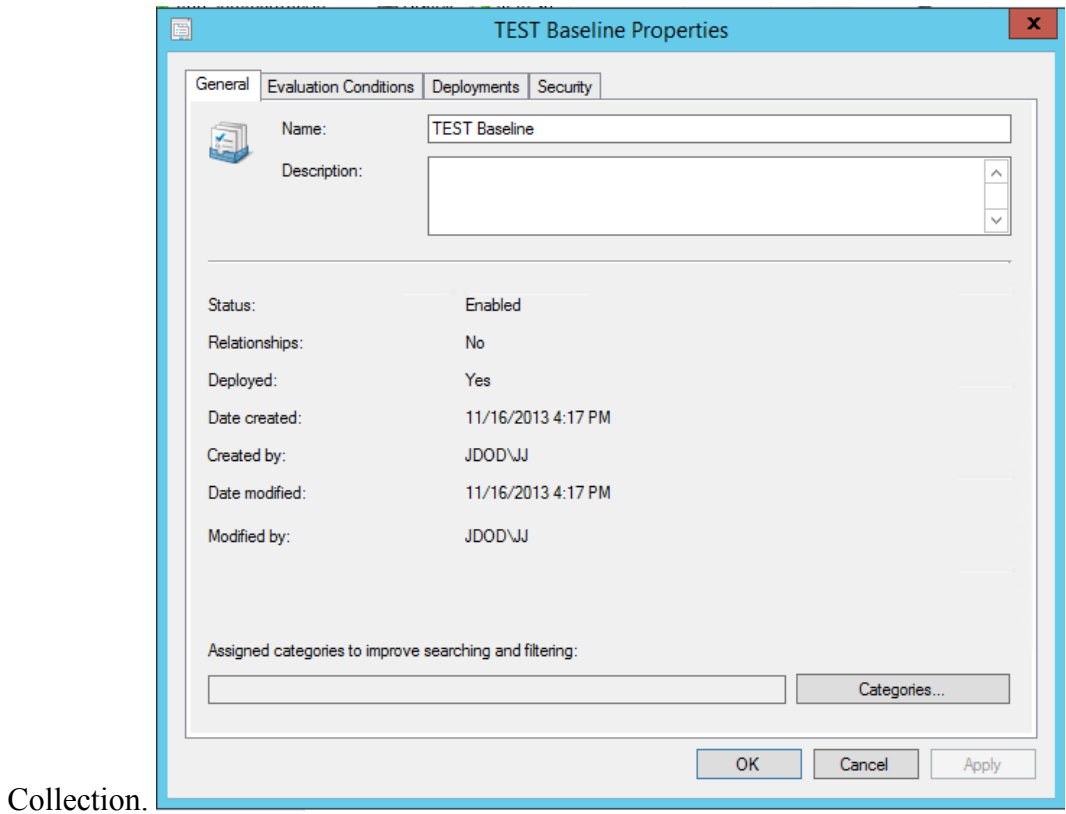 TEST Baseline Properties
x
General Evaluation Conditions Deployments Security
Name: TEST Baseline
Description:
Status: Enabled
Relationships: No
Deployed: Yes
Date created: 11/16/2013 4:17 PM
Created by: JDOD\JJ
Date modified: 11/16/2013 4:17 PM
Modified by: JDOD\JJ
Assigned categories to improve searching and filtering:
Categories...
OK Cancel Apply
Collection.